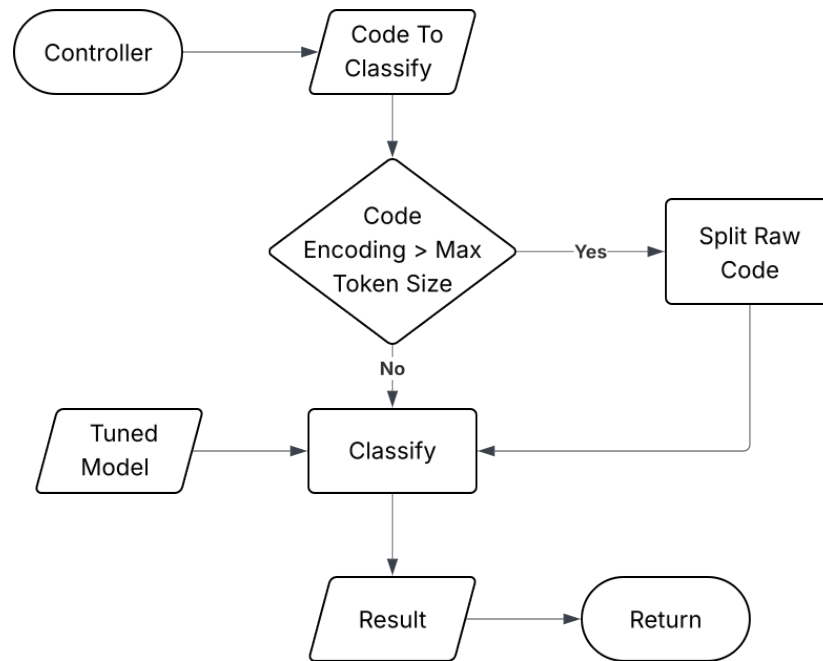 Controller
Code To
Classify
Code
Encoding > Max
Token Size
Yes
Split Raw
Code
No
Tuned
Model
Classify
Result
Return